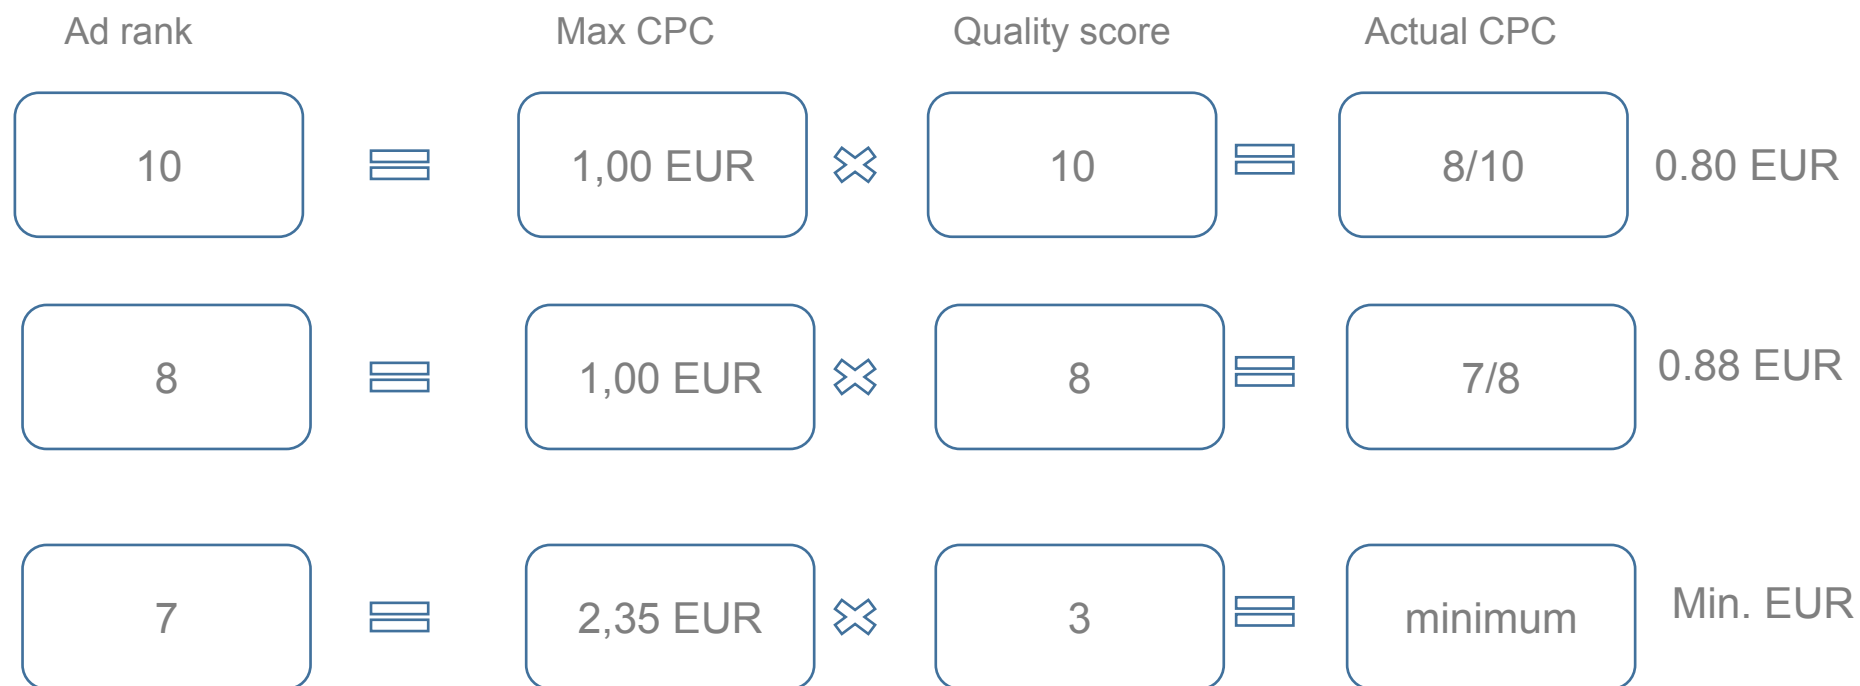 Ad rank Max CPC Quality score Actual CPC
10 1,00 EUR 10 8/10 0.80 EUR
8 1,00 EUR 8 7/8 0.88 EUR
7 2,35 EUR 3 minimum Min. EUR